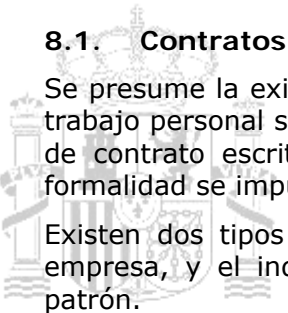 8.1. Contratos
Se presume la exi
trabajo personal s
de contrato escrit
formalidad se impu
Existen dos tipos
empresa, y el inc
patrón.